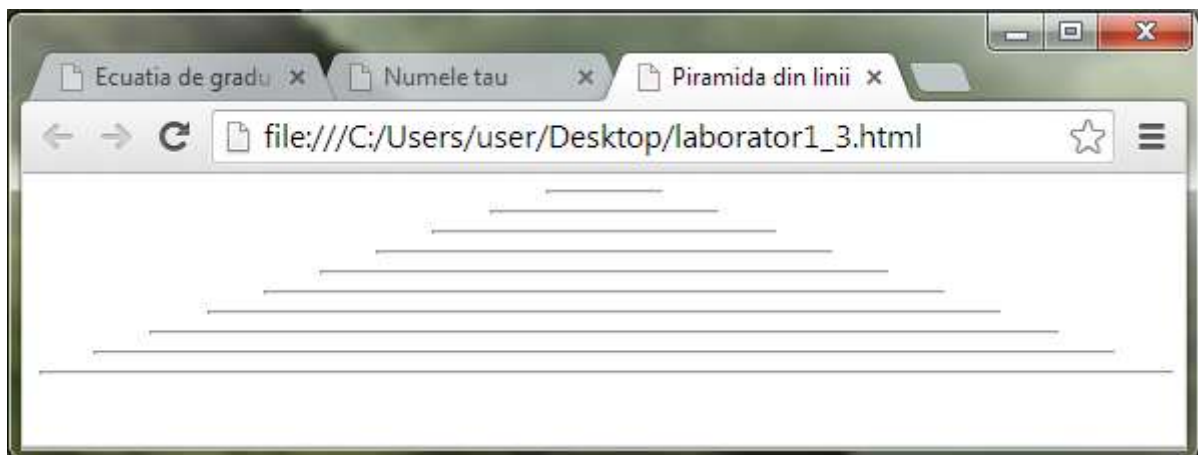 Ecuatia de gradu
Numele tau
Piramida din linii
file:///C:/Users/user/Desktop/laborator1_3.html